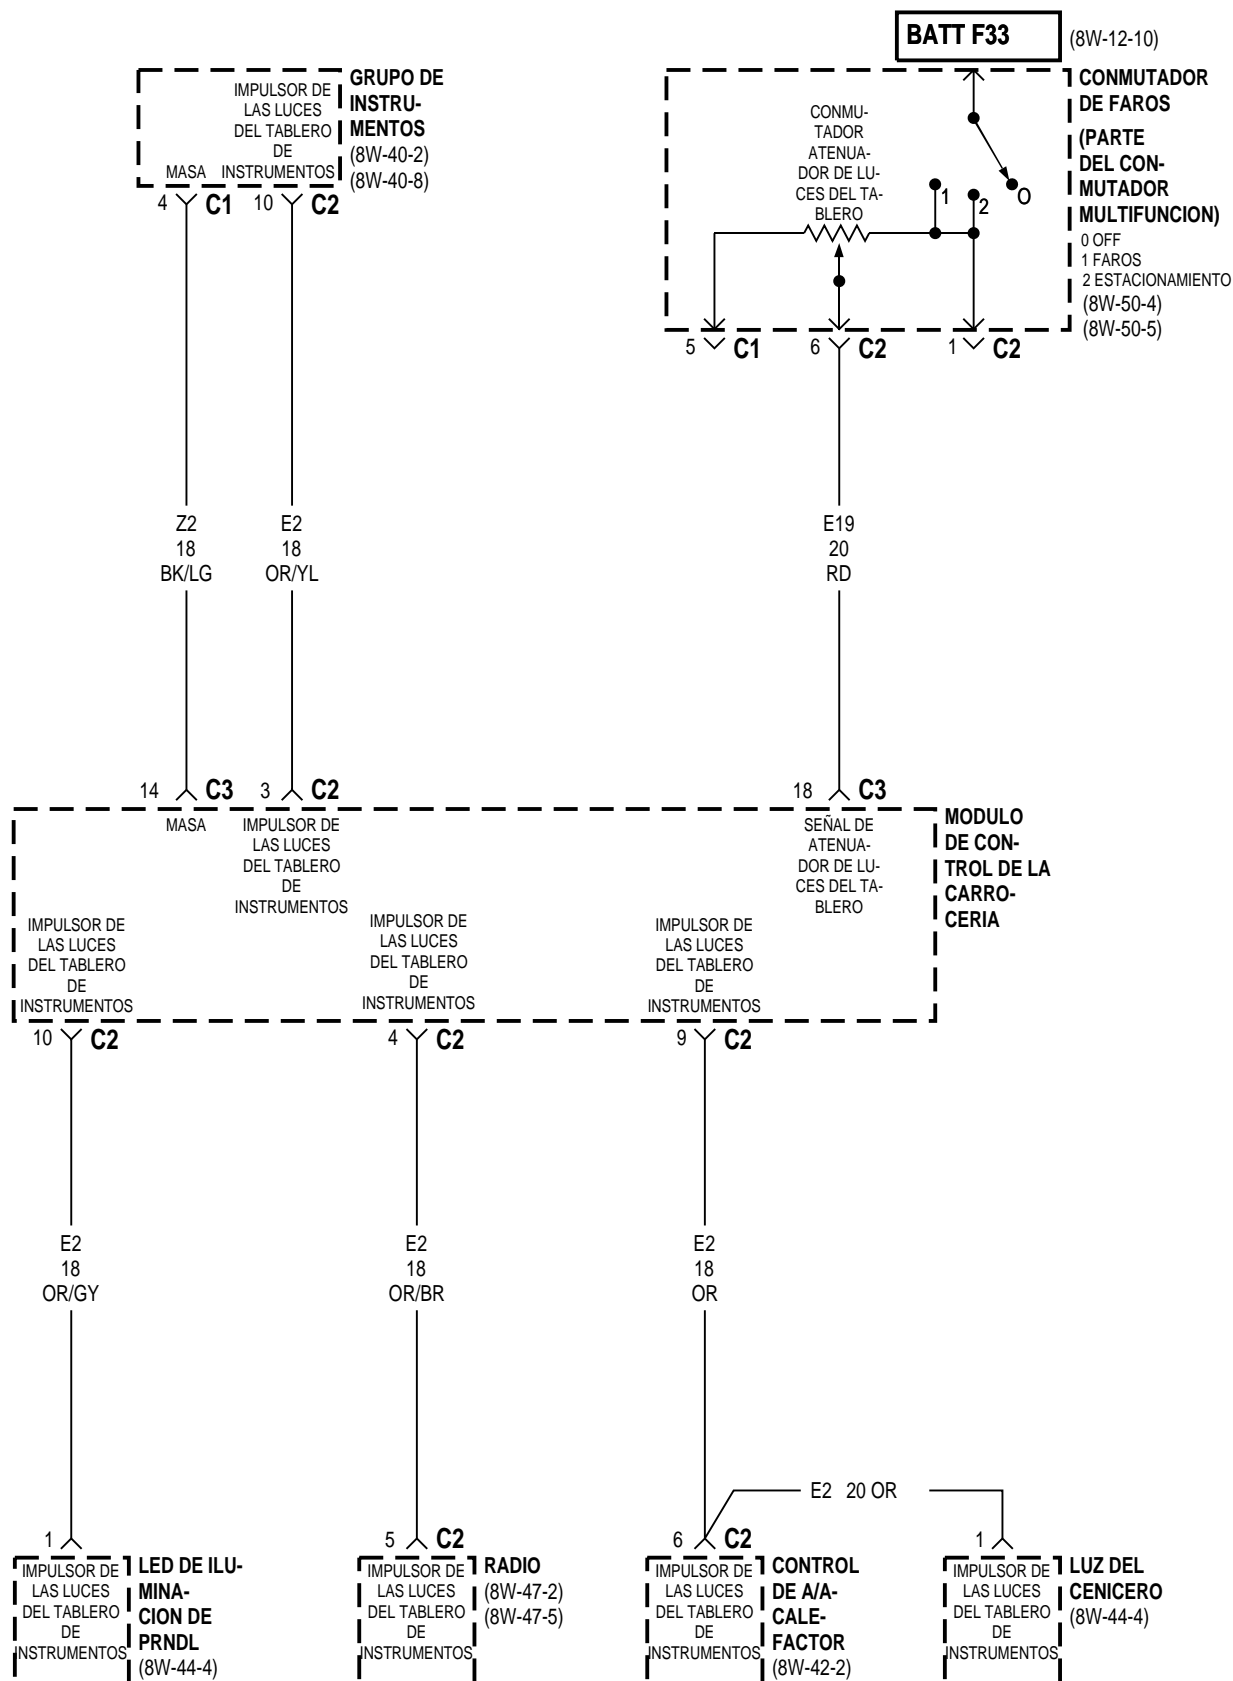 BATT F33
(8W-12-10)
GRUPO DE
INSTRU-
MENTOS
(8W-40-2)
(8W-40-8)
IMPULSOR DE
LAS LUCES
DEL TABLERO
DE
INSTRUMENTOS
MASA
4 C1
10 C2
CONMUTADOR
DE FAROS
(PARTE
DEL CON-
MUTADOR
MULTIFUNCION)
0 OFF
1 FAROS
2 ESTACIONAMIENTO
(8W-50-4)
(8W-50-5)
CONMU-
TADOR
ATENUA-
DOR DE LU-
CES DEL TA-
BLERO
1
2
O
5 C1
6 C2
1 C2
Z2
18
BK/LG
E2
18
OR/YL
E19
20
RD
14 C3
3 C2
18 C3
MASA
IMPULSOR DE
LAS LUCES
DEL TABLERO
DE
INSTRUMENTOS
SEÑAL DE
ATENUA-
DOR DE LU-
CES DEL TA-
BLERO
MODULO
DE CON-
TROL DE LA
CARRO-
CERIA
IMPULSOR DE
LAS LUCES
DEL TABLERO
DE
INSTRUMENTOS
IMPULSOR DE
LAS LUCES
DEL TABLERO
DE
INSTRUMENTOS
IMPULSOR DE
LAS LUCES
DEL TABLERO
DE
INSTRUMENTOS
10 C2
4 C2
9 C2
E2
18
OR/GY
E2
18
OR/BR
E2
18
OR
E2 20 OR
1
5 C2
6 C2
1
IMPULSOR DE
LAS LUCES
DEL TABLERO
DE
INSTRUMENTOS
LED DE ILU-
MINA-
CION DE
PRNDL
(8W-44-4)
IMPULSOR DE
LAS LUCES
DEL TABLERO
DE
INSTRUMENTOS
RADIO
(8W-47-2)
(8W-47-5)
IMPULSOR DE
LAS LUCES
DEL TABLERO
DE
INSTRUMENTOS
CONTROL
DE A/A-
CALE-
FACTOR
(8W-42-2)
IMPULSOR DE
LAS LUCES
DEL TABLERO
DE
INSTRUMENTOS
LUZ DEL
CENICERO
(8W-44-4)